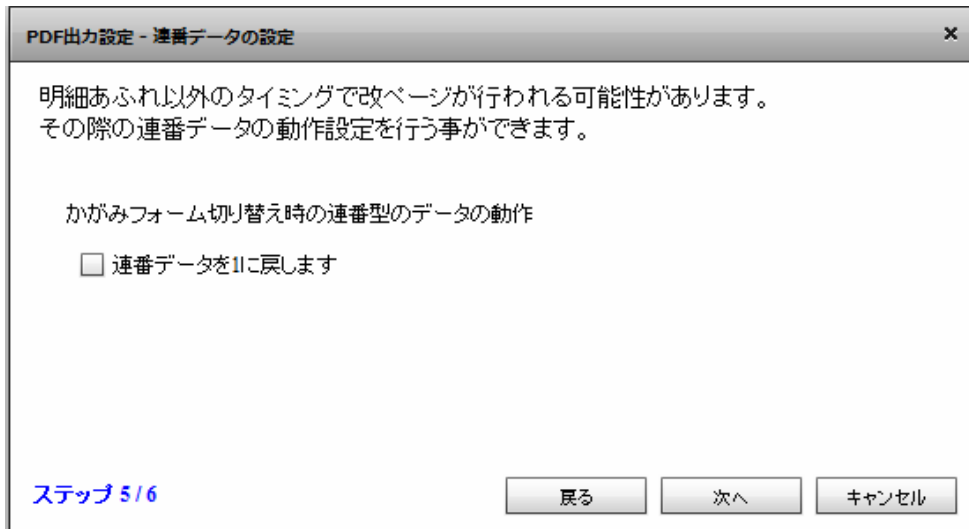 PDF出力設定 - 連番データの設定
×
明細あふれ以外のタイミングで改ページが行われる可能性があります。
その際の連番データの動作設定を行う事ができます。
かがみフォーム切り替え時の連番型のデータの動作
連番データを1に戻します
ステップ 5 / 6
戻る
次へ
キャンセル